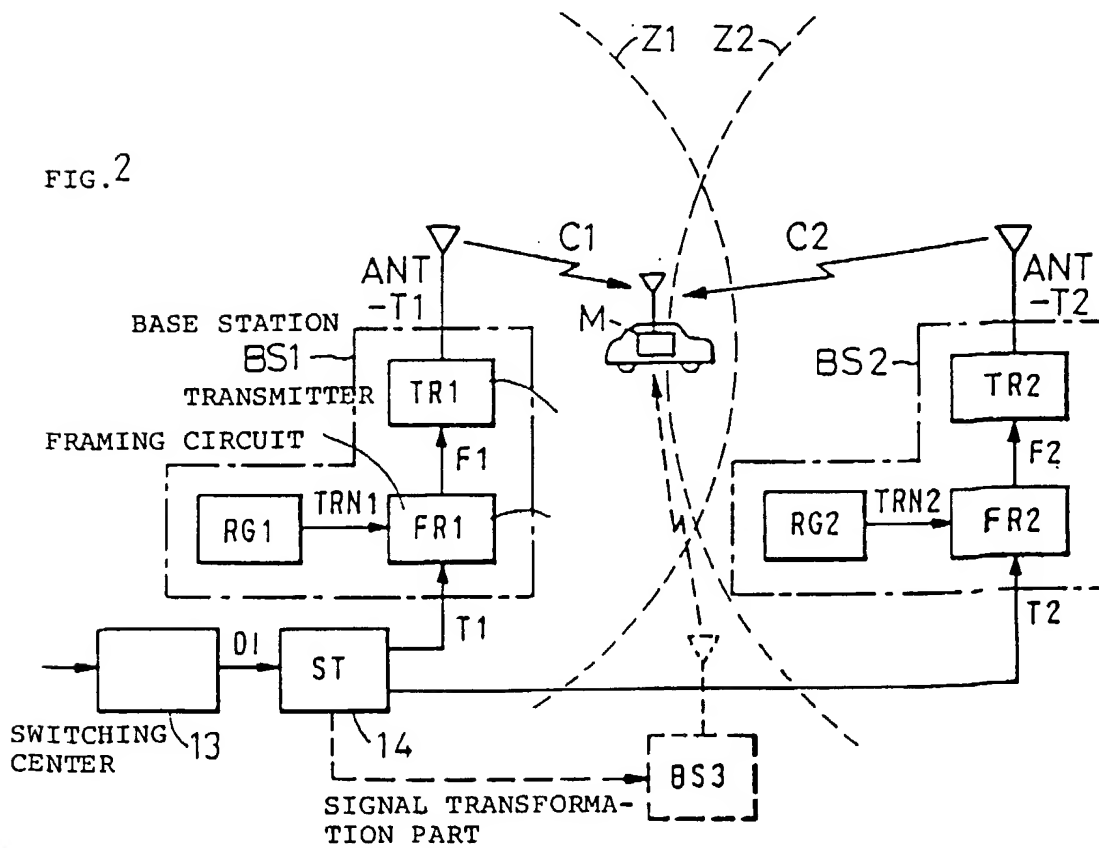 Z1 Z2
FIG.2
C1 C2
ANT
-T1
ANT
-T2
BASE STATION
BS1
M
BS2
TRANSMITTER
TR1
TR2
FRAMING CIRCUIT
F1
F2
RG1
TRN1
FR1
RG2
TRN2
FR2
T1
T2
DI
ST
SWITCHING
CENTER
13
14
BS3
SIGNAL TRANSFORMA-
TION PART